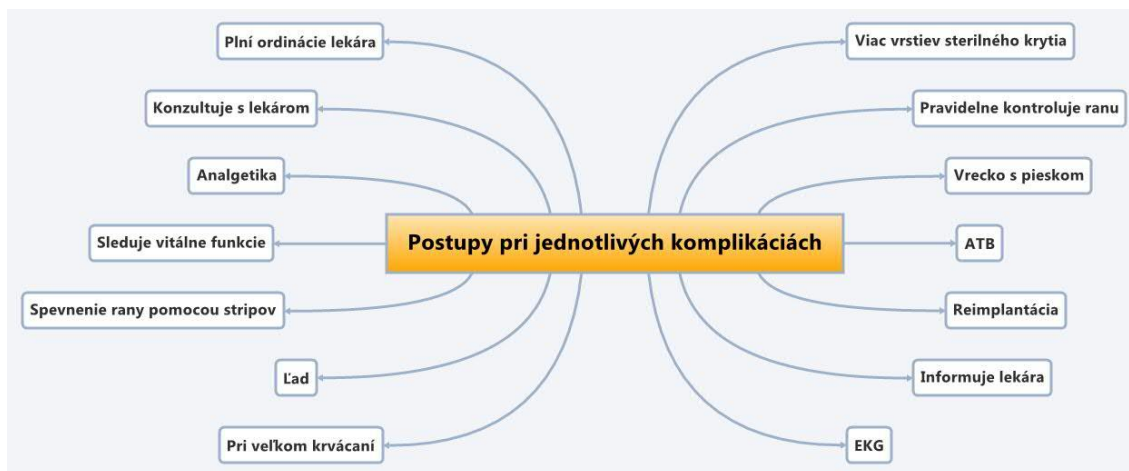 Plní ordinácie lekára
Konzultuje s lekárom
Analgetika
Sleduje vitálne funkcie
Spevnenie rany pomocou stripov
Ľad
Pri veľkom krvácaní
Postupy pri jednotlivých komplikáciách
Viac vrstiev sterilného krytia
Pravidelne kontroluje ranu
Vrecko s pieskom
ATB
Reimplantácia
Informuje lekára
EKG